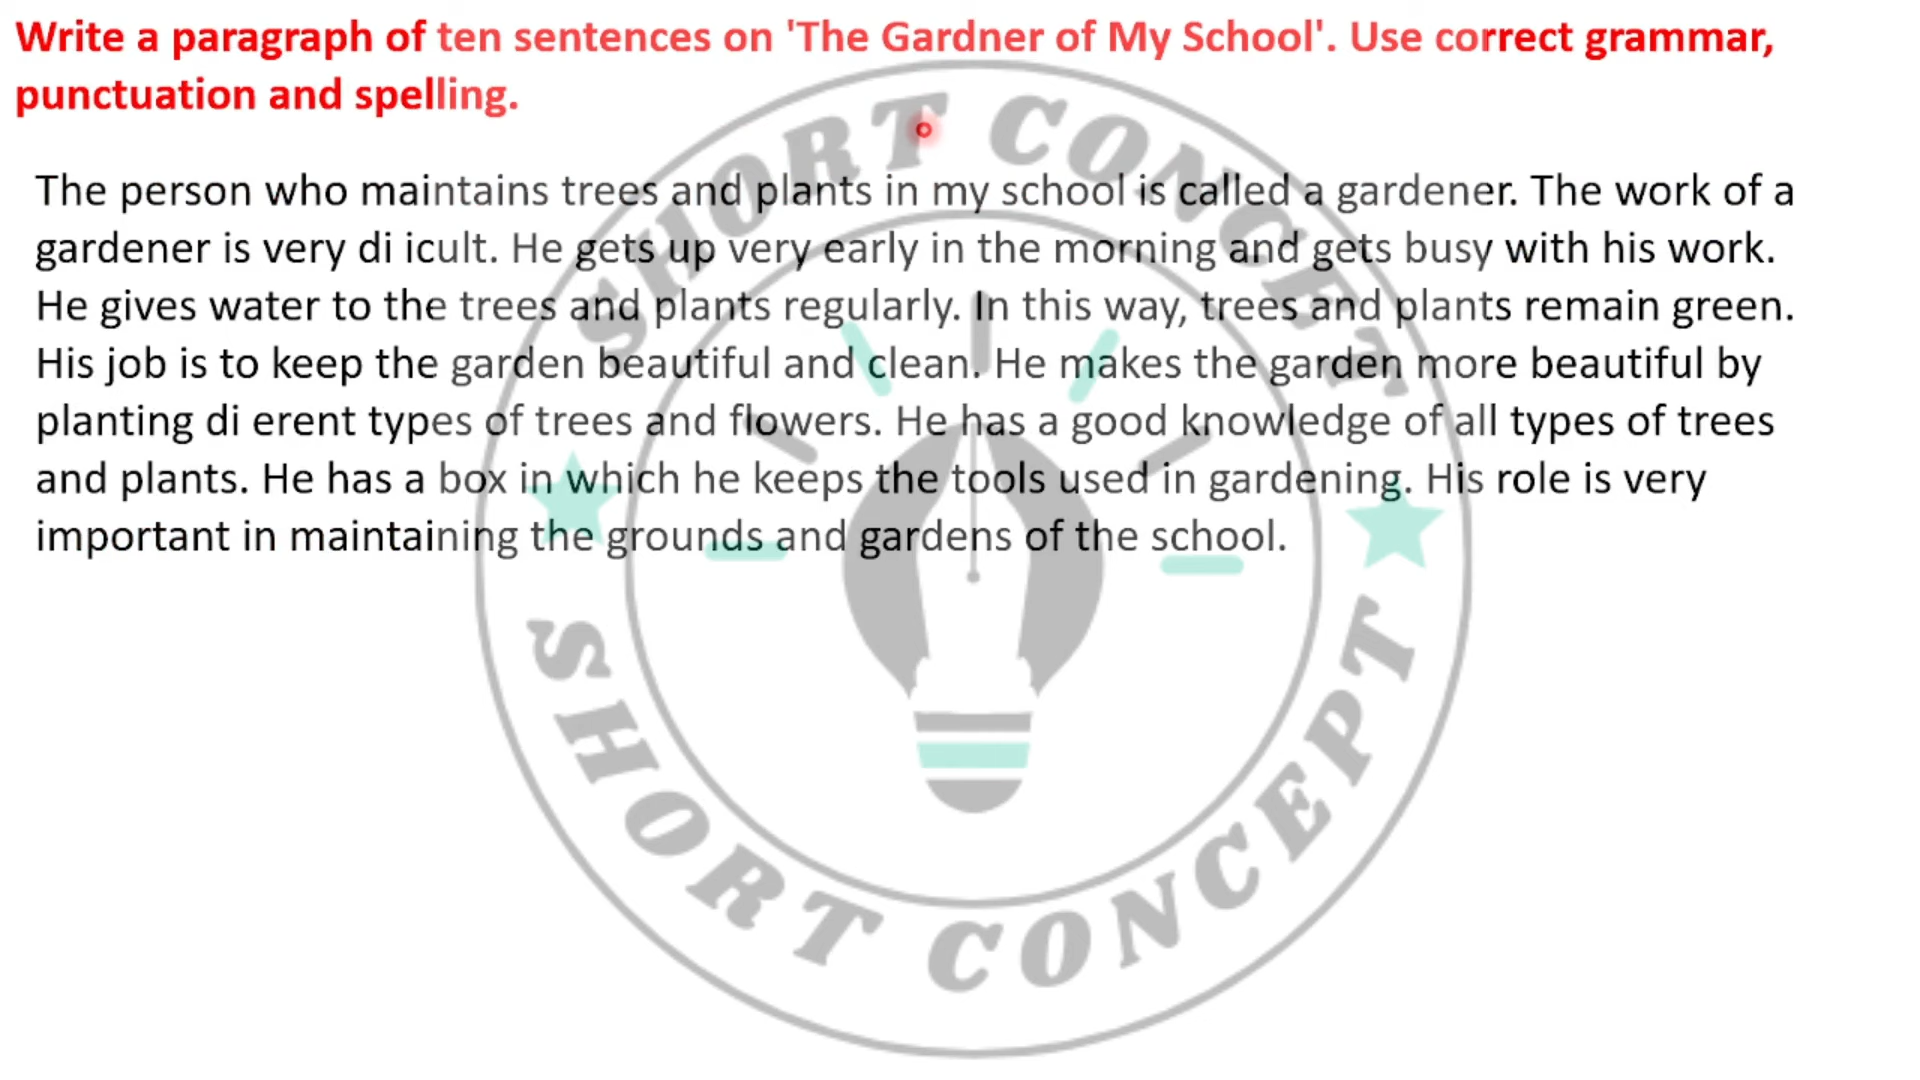 Write a paragraph of ten sentences on 'The Gardner of My School'. Use correct grammar,
punctuation and spelling.
The person who maintains trees and plants in my school is called a gardener. The work of a
gardener is very di icult. He gets up very early in the morning and gets busy with his work.
He gives water to the trees and plants regularly. In this way, trees and plants remain green.
His job is to keep the garden beautiful and clean. He makes the garden more beautiful by
planting di erent types of trees and flowers. He has a good knowledge of all types of trees
and plants. He has a box in which he keeps the tools used in gardening. His role is very
important in maintaining the grounds and gardens of the school.
SHORT CONCEPT
SHORT CONCEPT